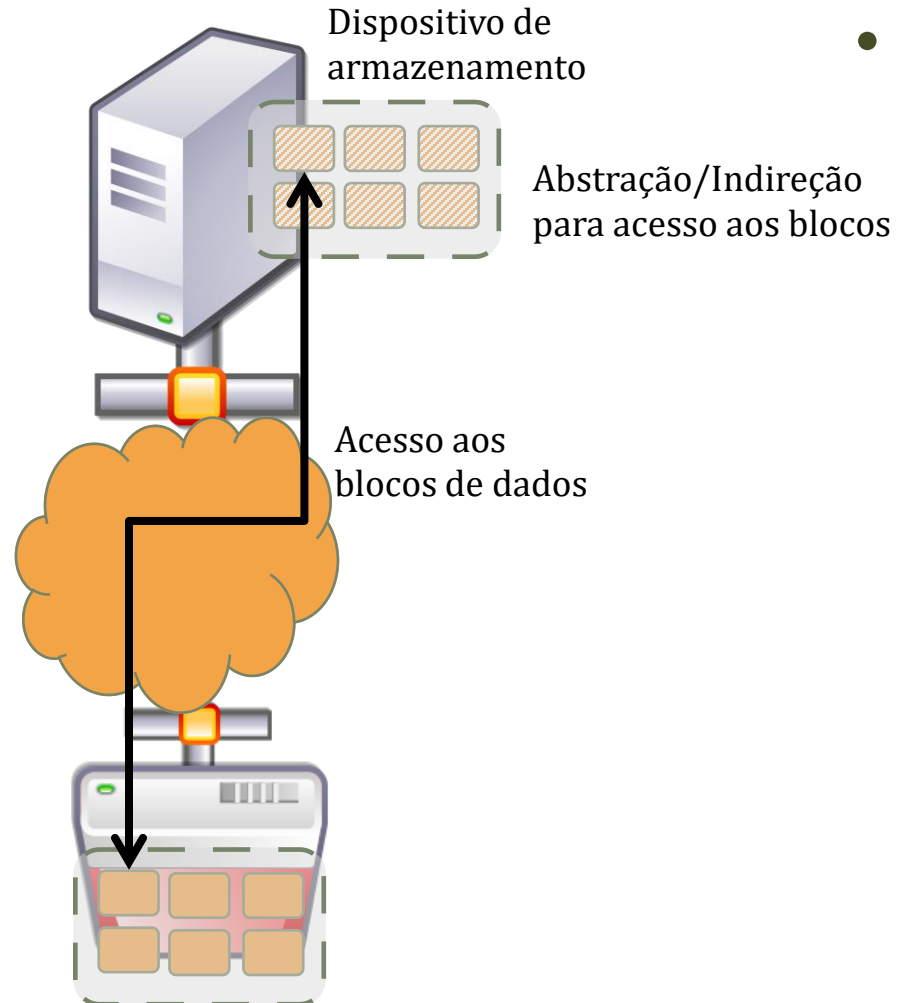 Dispositivo de
armazenamento
Abstração/Indireção
para acesso aos blocos
Acesso aos
blocos de dados